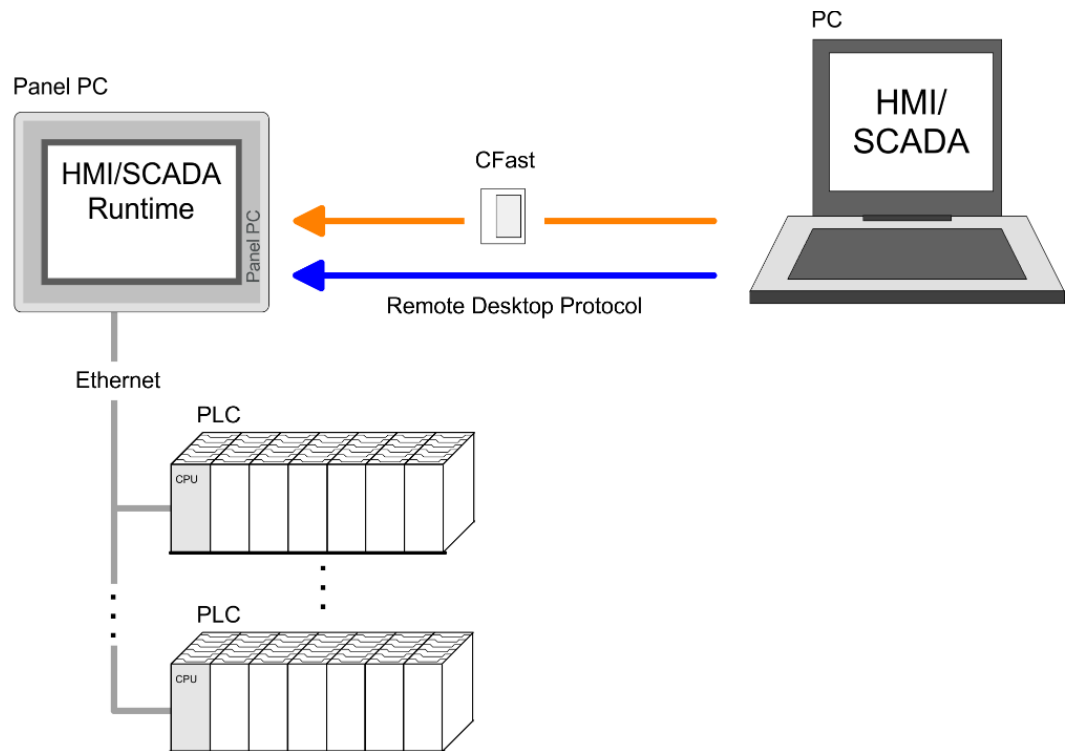 PC
Panel PC
HMI/SCADA
Runtime
Panel PC
HMI/
SCADA
CFast
Remote Desktop Protocol
Ethernet
PLC
CPU
PLC
CPU